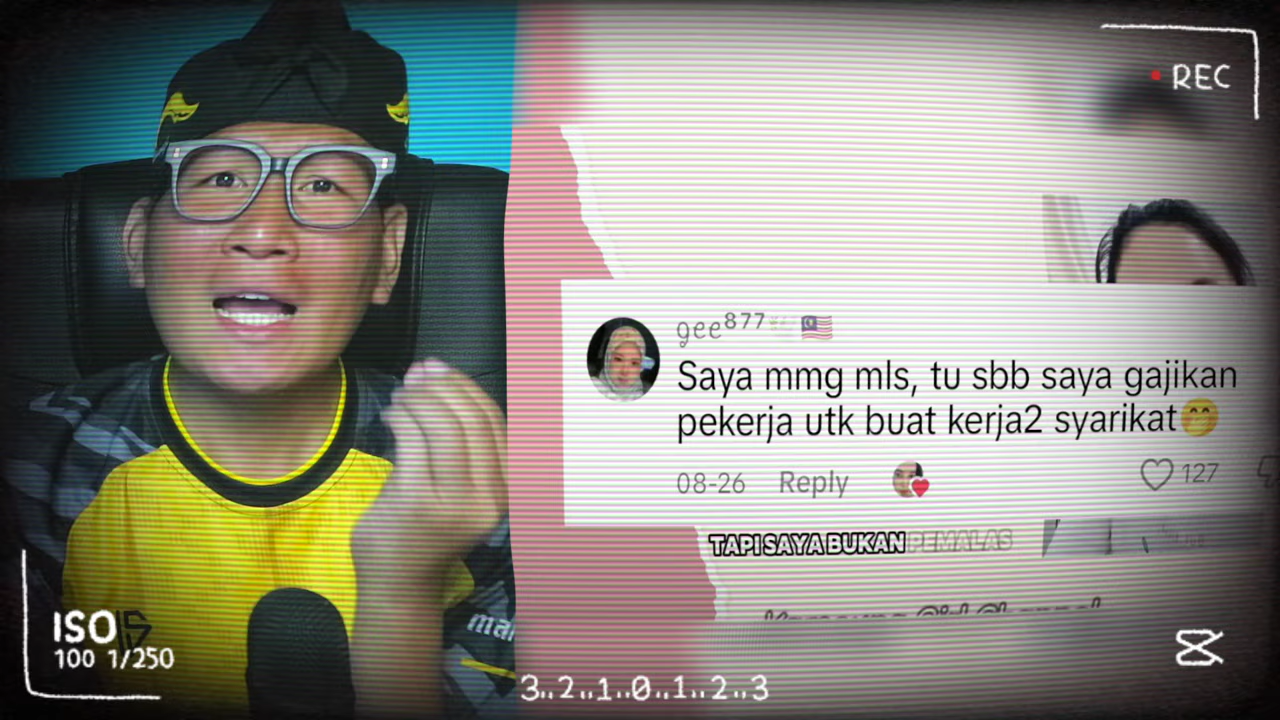 REC
gee877
Saya mmg mls, tu sbb saya gajikan
pekerja utk buat kerja2 syarikat🤭
08-26 Reply
127
TAPI SAYA BUKAN PEMALAS
ISO
100 1/250
3..2..1..0..1..2..3